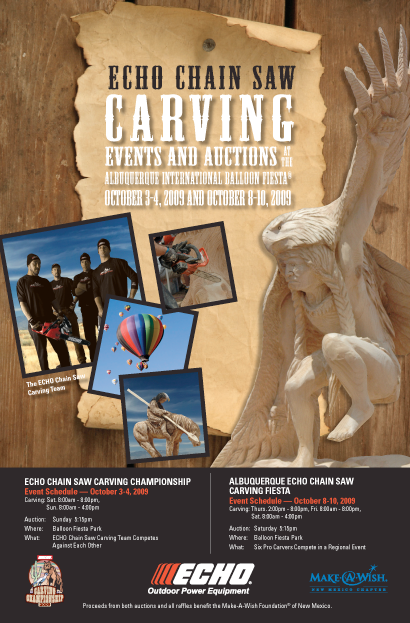 ECHO CHAIN SAW
CARVING
EVENTS AND AUCTIONS AT THE
ALBUQUERQUE INTERNATIONAL BALLOON FIESTA®
OCTOBER 3-4, 2009 AND OCTOBER 8-10, 2009
The ECHO Chain Saw
Carving Team
ECHO CHAIN SAW CARVING CHAMPIONSHIP
Event Schedule — October 3-4, 2009
Carving: Sat. 8:00am - 8:00pm,
Sun. 8:00am - 4:00pm
Auction: Sunday 5:15pm
Where: Balloon Fiesta Park
What: ECHO Chain Saw Carving Team Competes
Against Each Other
ALBUQUERQUE ECHO CHAIN SAW
CARVING FIESTA
Event Schedule — October 8-10, 2009
Carving: Thurs. 2:00pm - 8:00pm, Fri. 8:00am - 8:00pm,
Sat. 8:00am - 4:00pm
Auction: Saturday 5:15pm
Where: Balloon Fiesta Park
What: Six Pro Carvers Compete in a Regional Event
CARVING
CHAMPIONSHIP
2009
ECHO.
Outdoor Power Equipment
MAKE-A-WISH.
NEW MEXICO CHAPTER
Proceeds from both auctions and all raffles benefit the Make-A-Wish Foundation® of New Mexico.